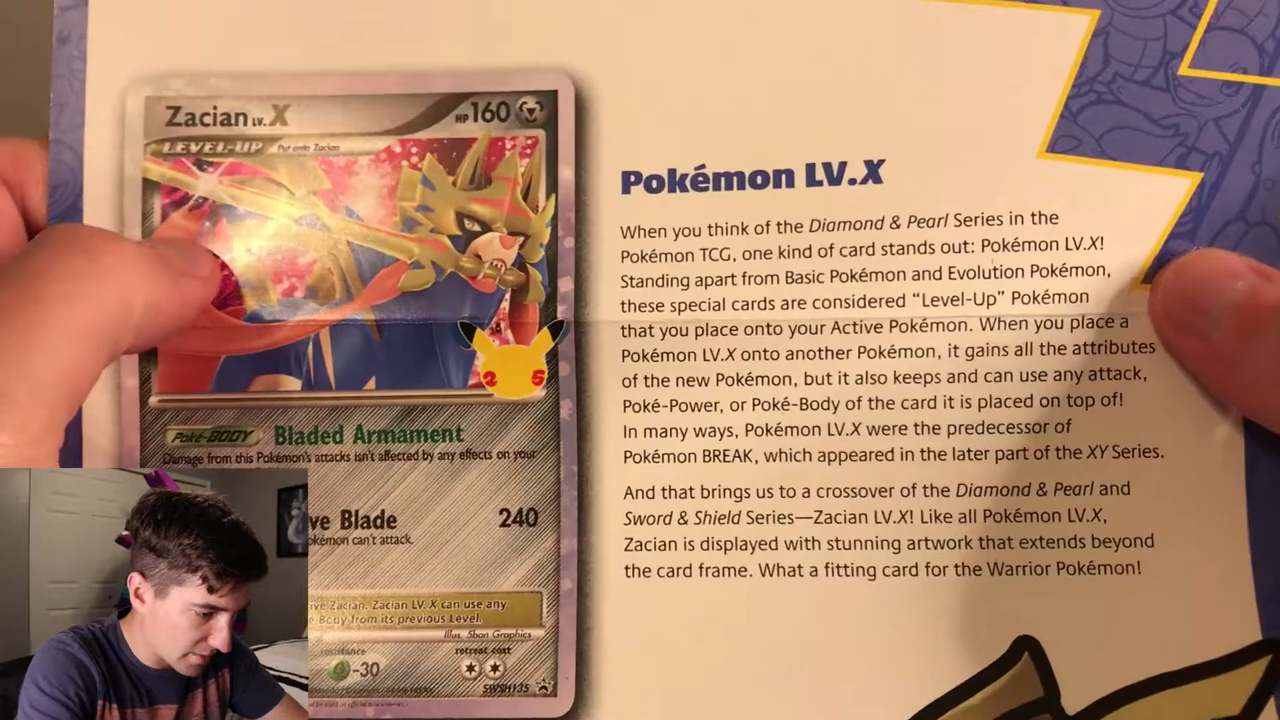 Zacian LV.X HP 160
LEVEL-UP Put onto Zacian
2 5
Poké-BODY Bladed Armament
Damage from this Pokémon's attacks isn't affected by any effects on your
ve Blade 240
okémon can't attack.
ive Zacian. Zacian LV.X can use any
Body from its previous Level.
Illus. 5ban Graphics
esistance retreat cost
-30
SWSH135
Pokémon LV.X
When you think of the Diamond & Pearl Series in the
Pokémon TCG, one kind of card stands out: Pokémon LV.X!
Standing apart from Basic Pokémon and Evolution Pokémon,
these special cards are considered “Level-Up” Pokémon
that you place onto your Active Pokémon. When you place a
Pokémon LV.X onto another Pokémon, it gains all the attributes
of the new Pokémon, but it also keeps and can use any attack,
Poké-Power, or Poké-Body of the card it is placed on top of!
In many ways, Pokémon LV.X were the predecessor of
Pokémon BREAK, which appeared in the later part of the XY Series.
And that brings us to a crossover of the Diamond & Pearl and
Sword & Shield Series—Zacian LV.X! Like all Pokémon LV.X,
Zacian is displayed with stunning artwork that extends beyond
the card frame. What a fitting card for the Warrior Pokémon!